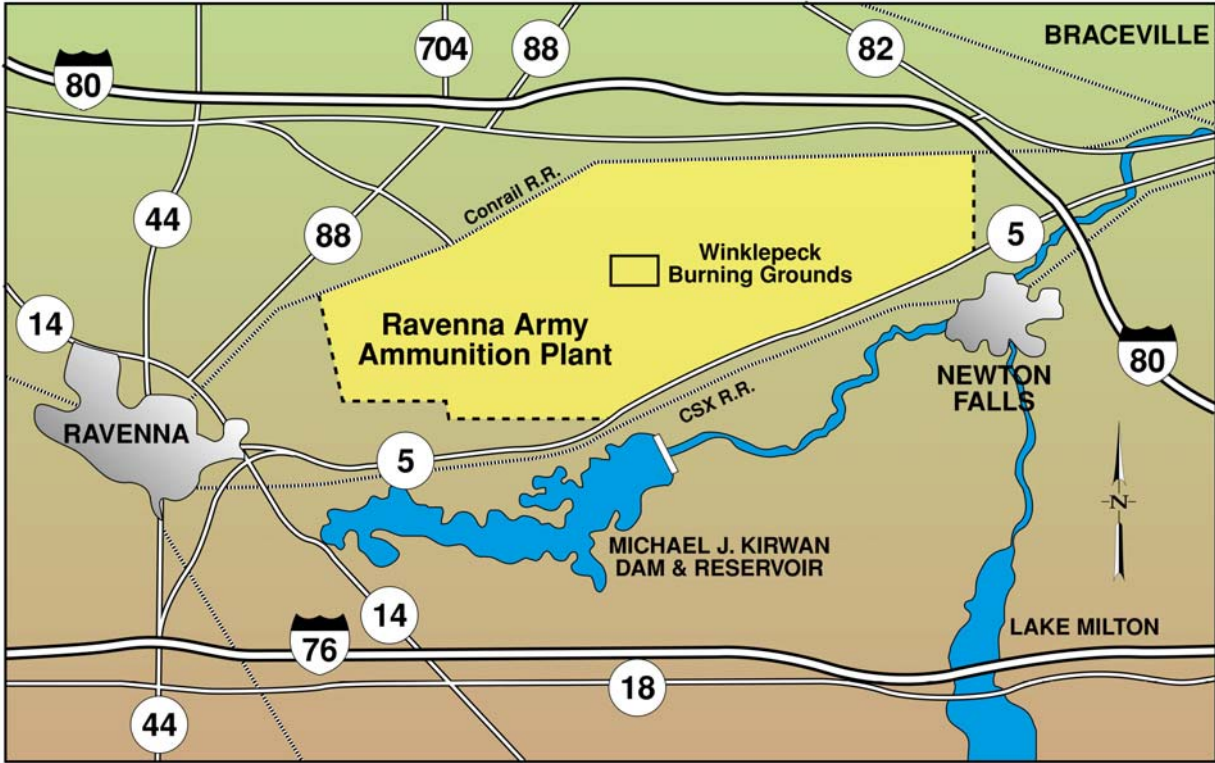 704
88
82
BRACEVILLE
80
Conrail R.R.
44
88
5
Winklepeck
Burning Grounds
14
Ravenna Army
Ammunition Plant
80
NEWTON
FALLS
CSX R.R.
RAVENNA
5
N
MICHAEL J. KIRWAN
DAM & RESERVOIR
14
LAKE MILTON
76
18
44